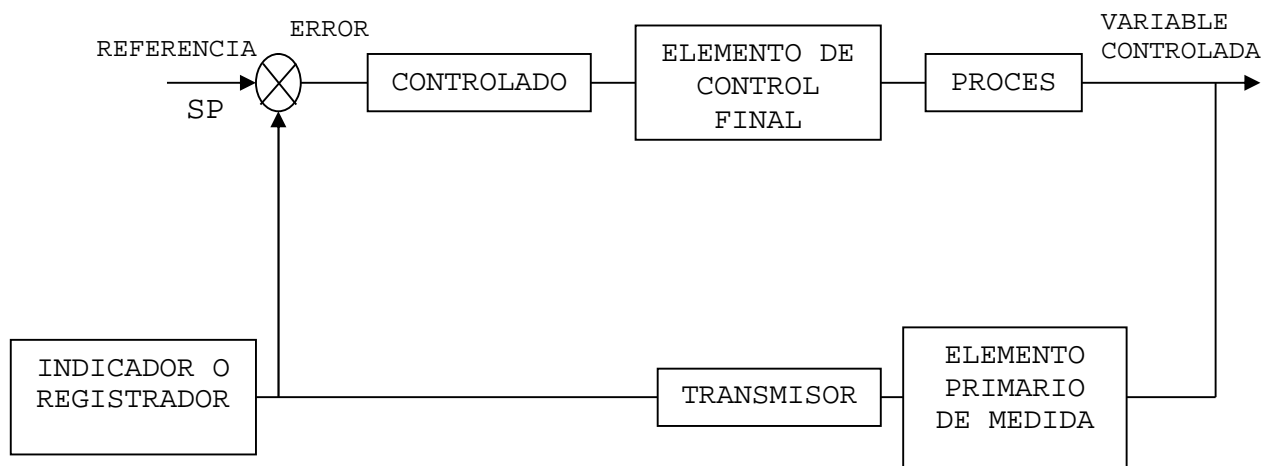 REFERENCIA
SP
ERROR
CONTROLADO
ELEMENTO DE
CONTROL
FINAL
PROCES
VARIABLE
CONTROLADA
INDICADOR O
REGISTRADOR
TRANSMISOR
ELEMENTO
PRIMARIO
DE MEDIDA